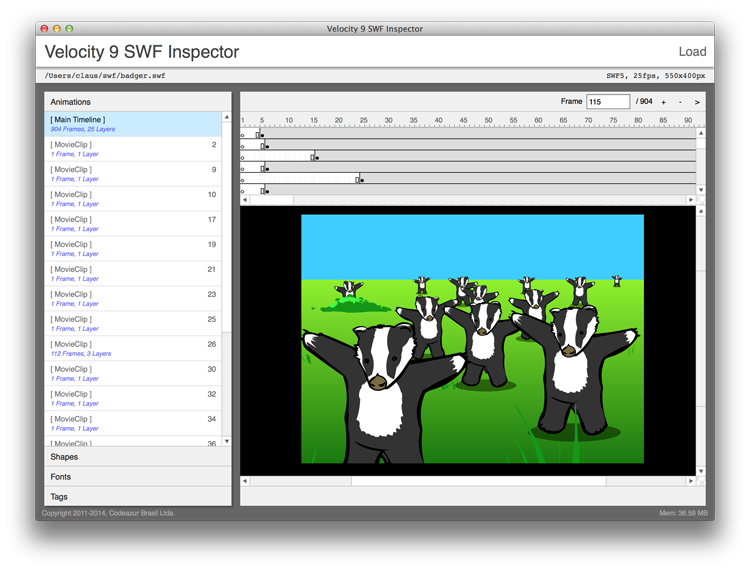 Velocity 9 SWF Inspector
Velocity 9 SWF Inspector
Load
/Users/claus/swf/badger.swf
SWF5, 25fps, 550x400px
Animations
[ Main Timeline ]
904 Frames, 25 Layers
[ MovieClip ] 2
1 Frame, 1 Layer
[ MovieClip ] 9
1 Frame, 1 Layer
[ MovieClip ] 10
1 Frame, 1 Layer
[ MovieClip ] 17
1 Frame, 1 Layer
[ MovieClip ] 19
1 Frame, 1 Layer
[ MovieClip ] 21
1 Frame, 1 Layer
[ MovieClip ] 23
1 Frame, 1 Layer
[ MovieClip ] 25
1 Frame, 1 Layer
[ MovieClip ] 26
112 Frames, 3 Layers
[ MovieClip ] 30
1 Frame, 1 Layer
[ MovieClip ] 32
1 Frame, 1 Layer
[ MovieClip ] 34
1 Frame, 1 Layer
[ MovieClip ] 36
Shapes
Fonts
Tags
Frame 115 / 904 + - >
1 5 10 15 20 25 30 35 40 45 50 55 60 65 70 75 80 85 90
Copyright 2011-2014, Codeazur Brasil Ltda.
Mem: 36.59 MB